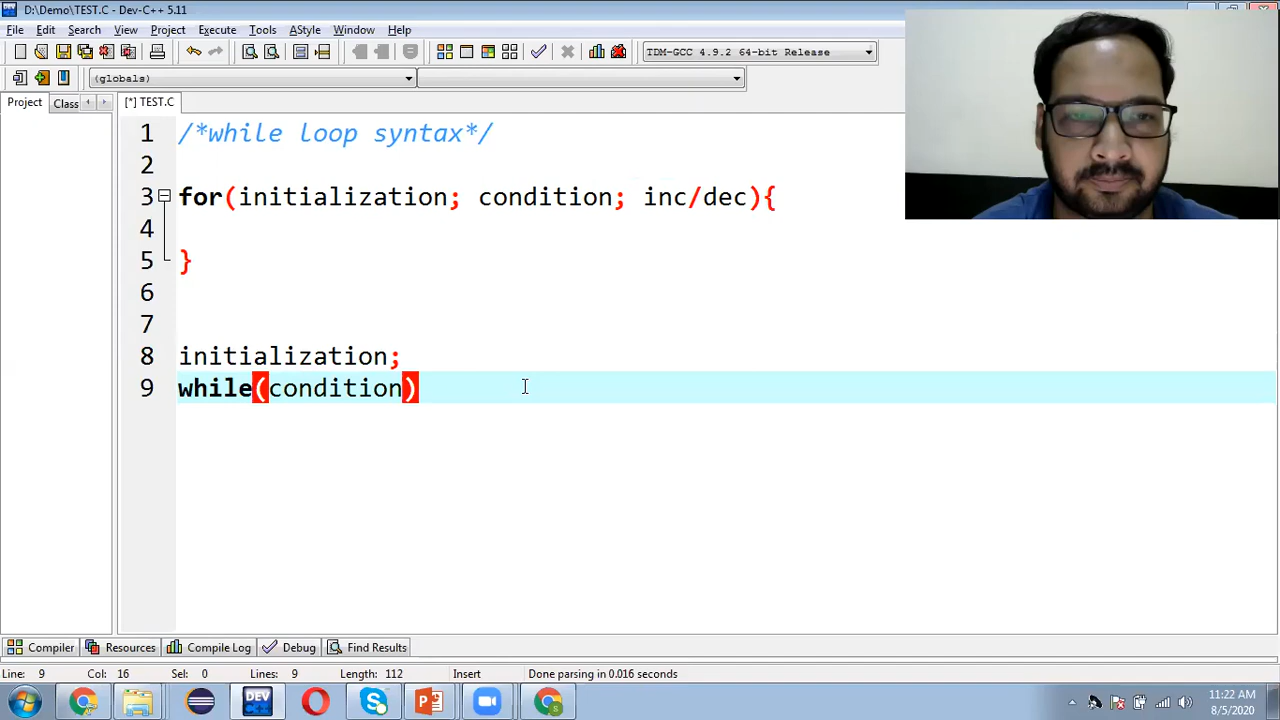 DEV D:\Demo\TEST.C - Dev-C++ 5.11
File Edit Search View Project Execute Tools AStyle Window Help
TDM-GCC 4.9.2 64-bit Release
(globals)
Project Class [*] TEST.C
1 /*while loop syntax*/
2
3 for(initialization; condition; inc/dec){
4
5 }
6
7
8 initialization;
9 while(condition)
Compiler Resources Compile Log Debug Find Results
Line: 9 Col: 16 Sel: 0 Lines: 9 Length: 112 Insert Done parsing in 0.016 seconds
DEV C++ S P S 11:22 AM
8/5/2020